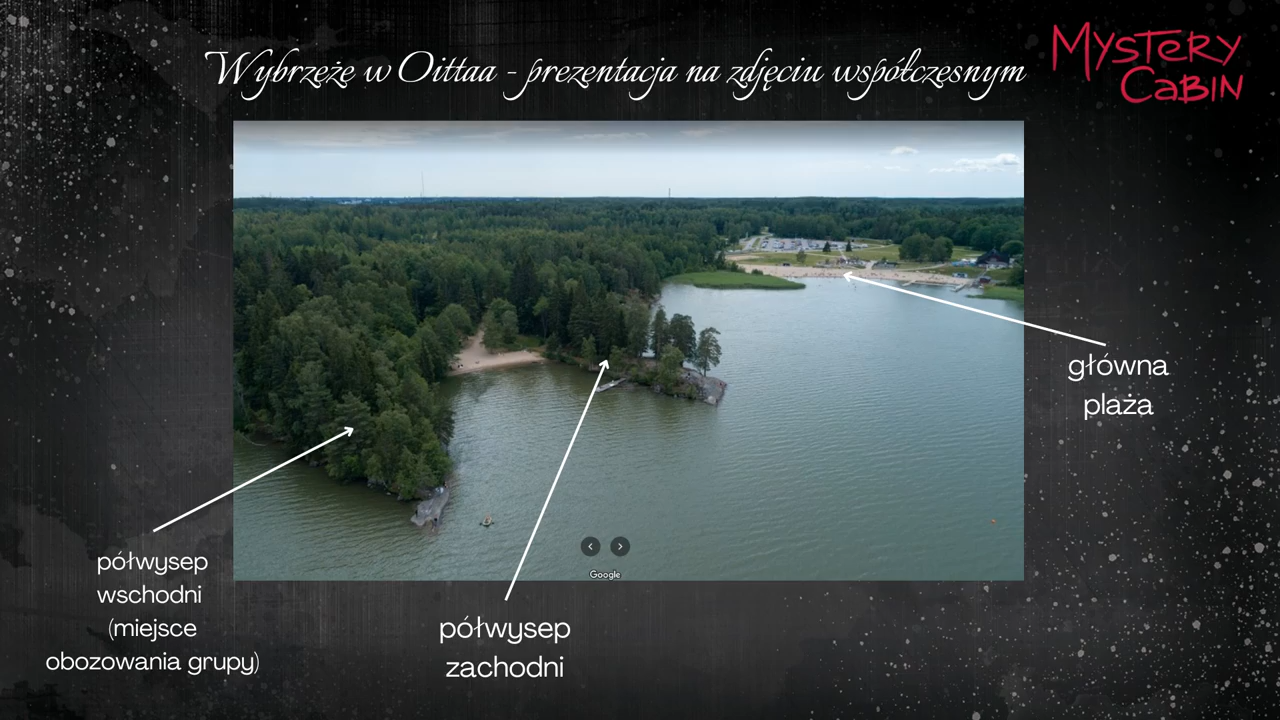 Wybrzeże w Oittaa - prezentacja na zdjęciu współczesnym
MYSTERY
CABIN
główna
plaża
półwysep
wschodni
(miejsce
obozowania grupy)
półwysep
zachodni
Google